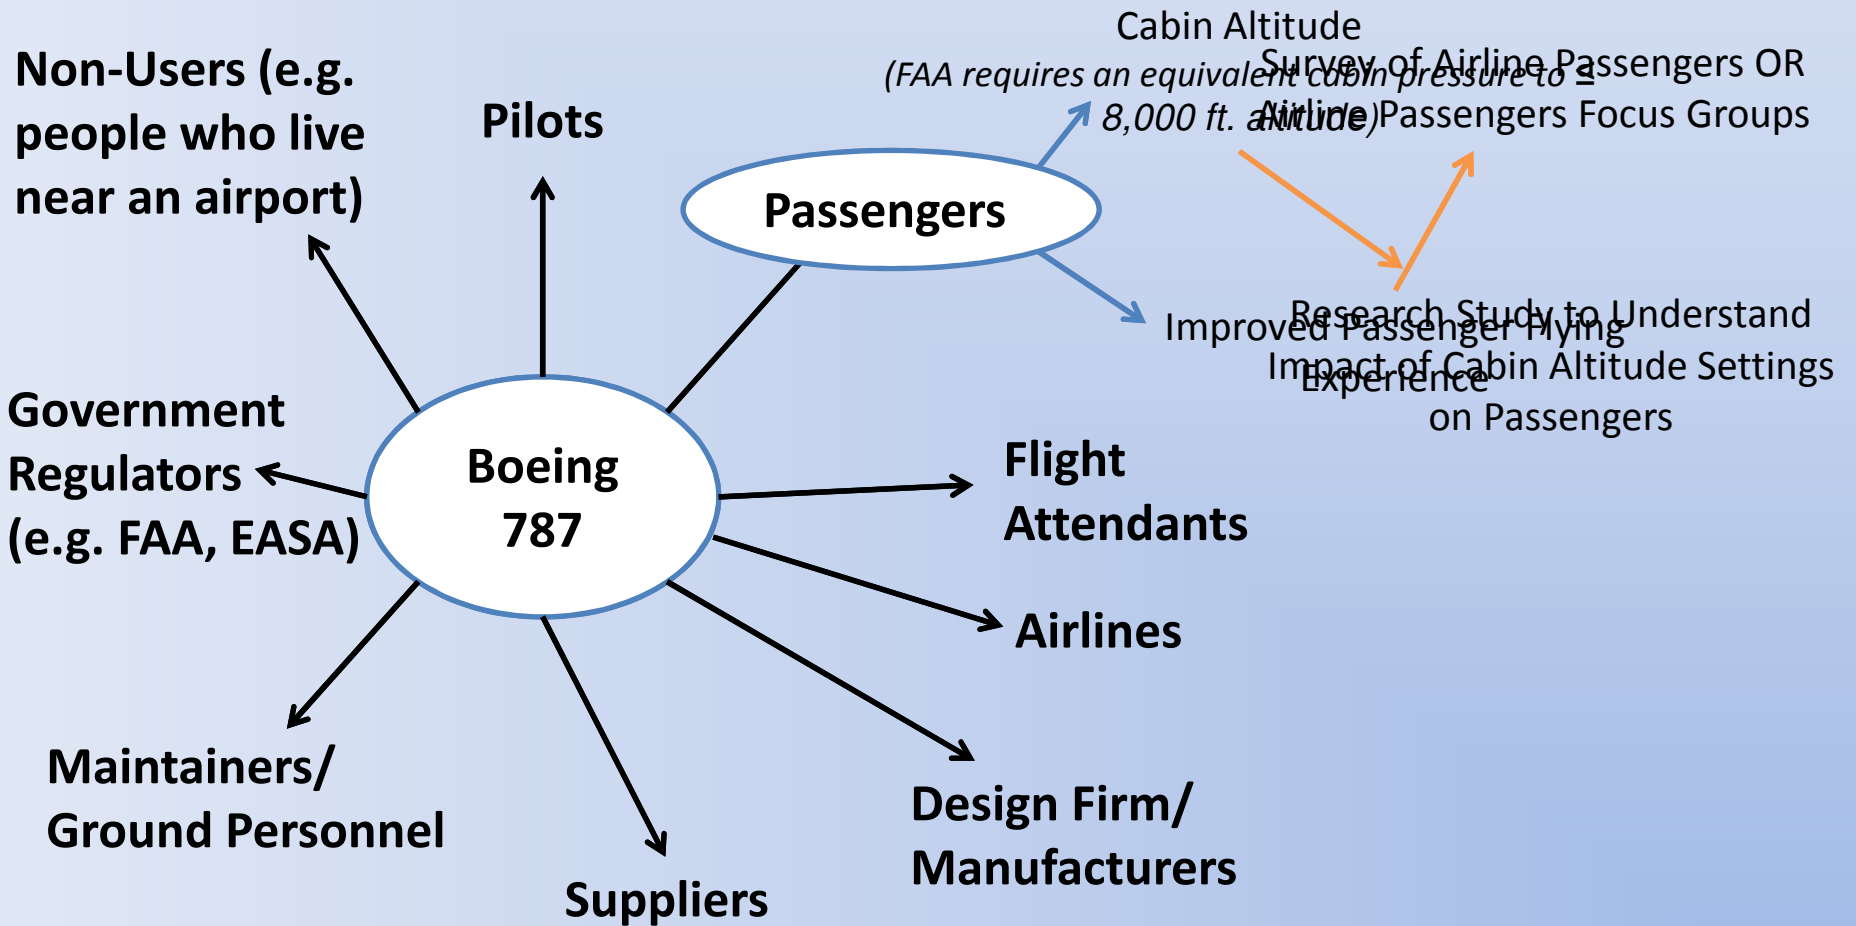 Non-Users (e.g.
people who live
near an airport)
Pilots
Cabin Altitude
(FAA requires an equivalent cabin pressure to ≤
8,000 ft. altitude)
Survey of Airline Passengers OR
Airline Passengers Focus Groups
Passengers
Improved Passenger Flying
Experience
Research Study to Understand
Impact of Cabin Altitude Settings
on Passengers
Government
Regulators
(e.g. FAA, EASA)
Boeing
787
Flight
Attendants
Airlines
Maintainers/
Ground Personnel
Design Firm/
Manufacturers
Suppliers